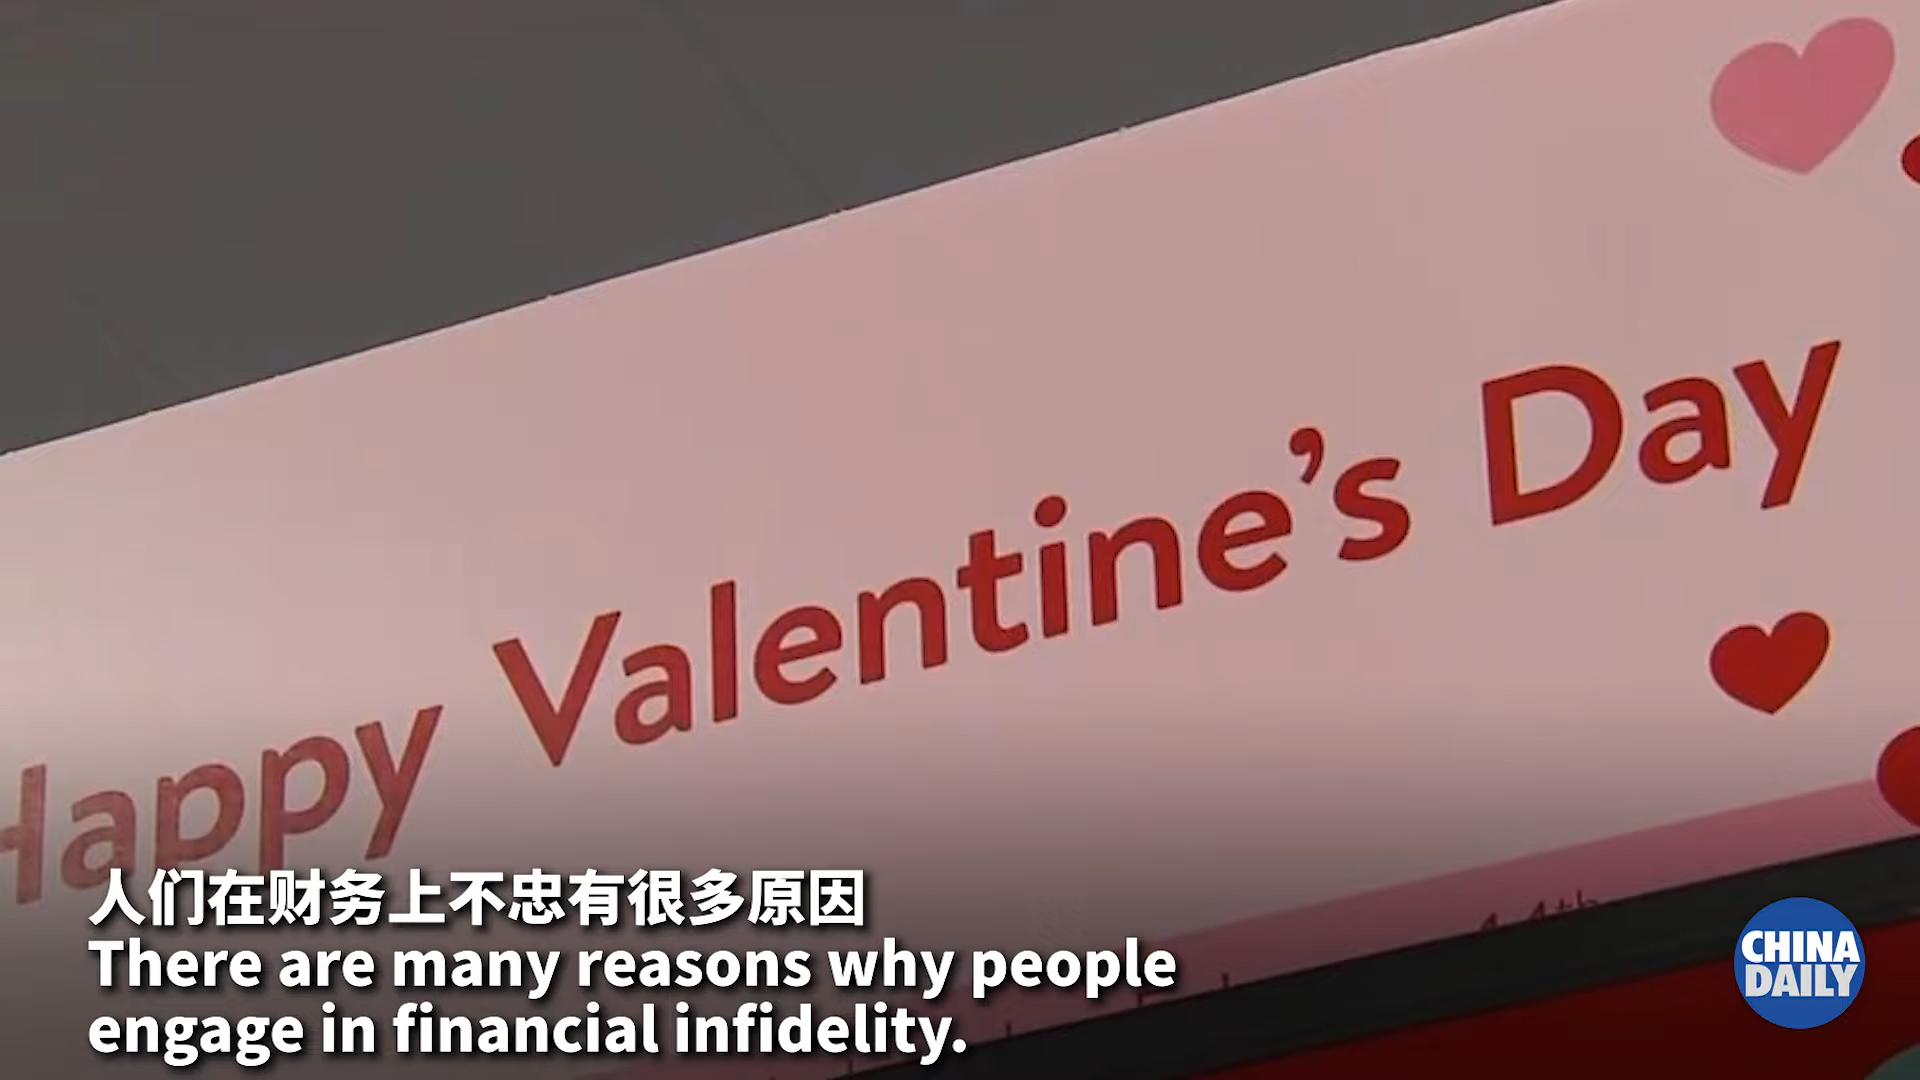 Happy Valentine's Day
人们在财务上不忠有很多原因
There are many reasons why people
engage in financial infidelity.
CHINA
DAILY